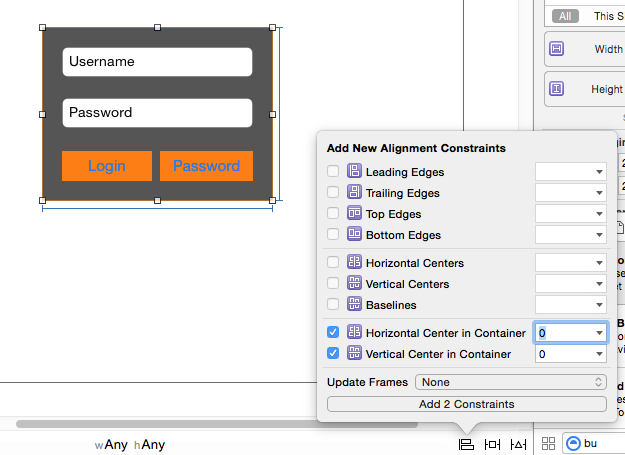 All This S
Width
Height
Username
Password
Login Password
Add New Alignment Constraints
Leading Edges
Trailing Edges
Top Edges
Bottom Edges
Horizontal Centers
Vertical Centers
Baselines
Horizontal Center in Container 0
Vertical Center in Container 0
Update Frames None
Add 2 Constraints
wAny hAny
bu